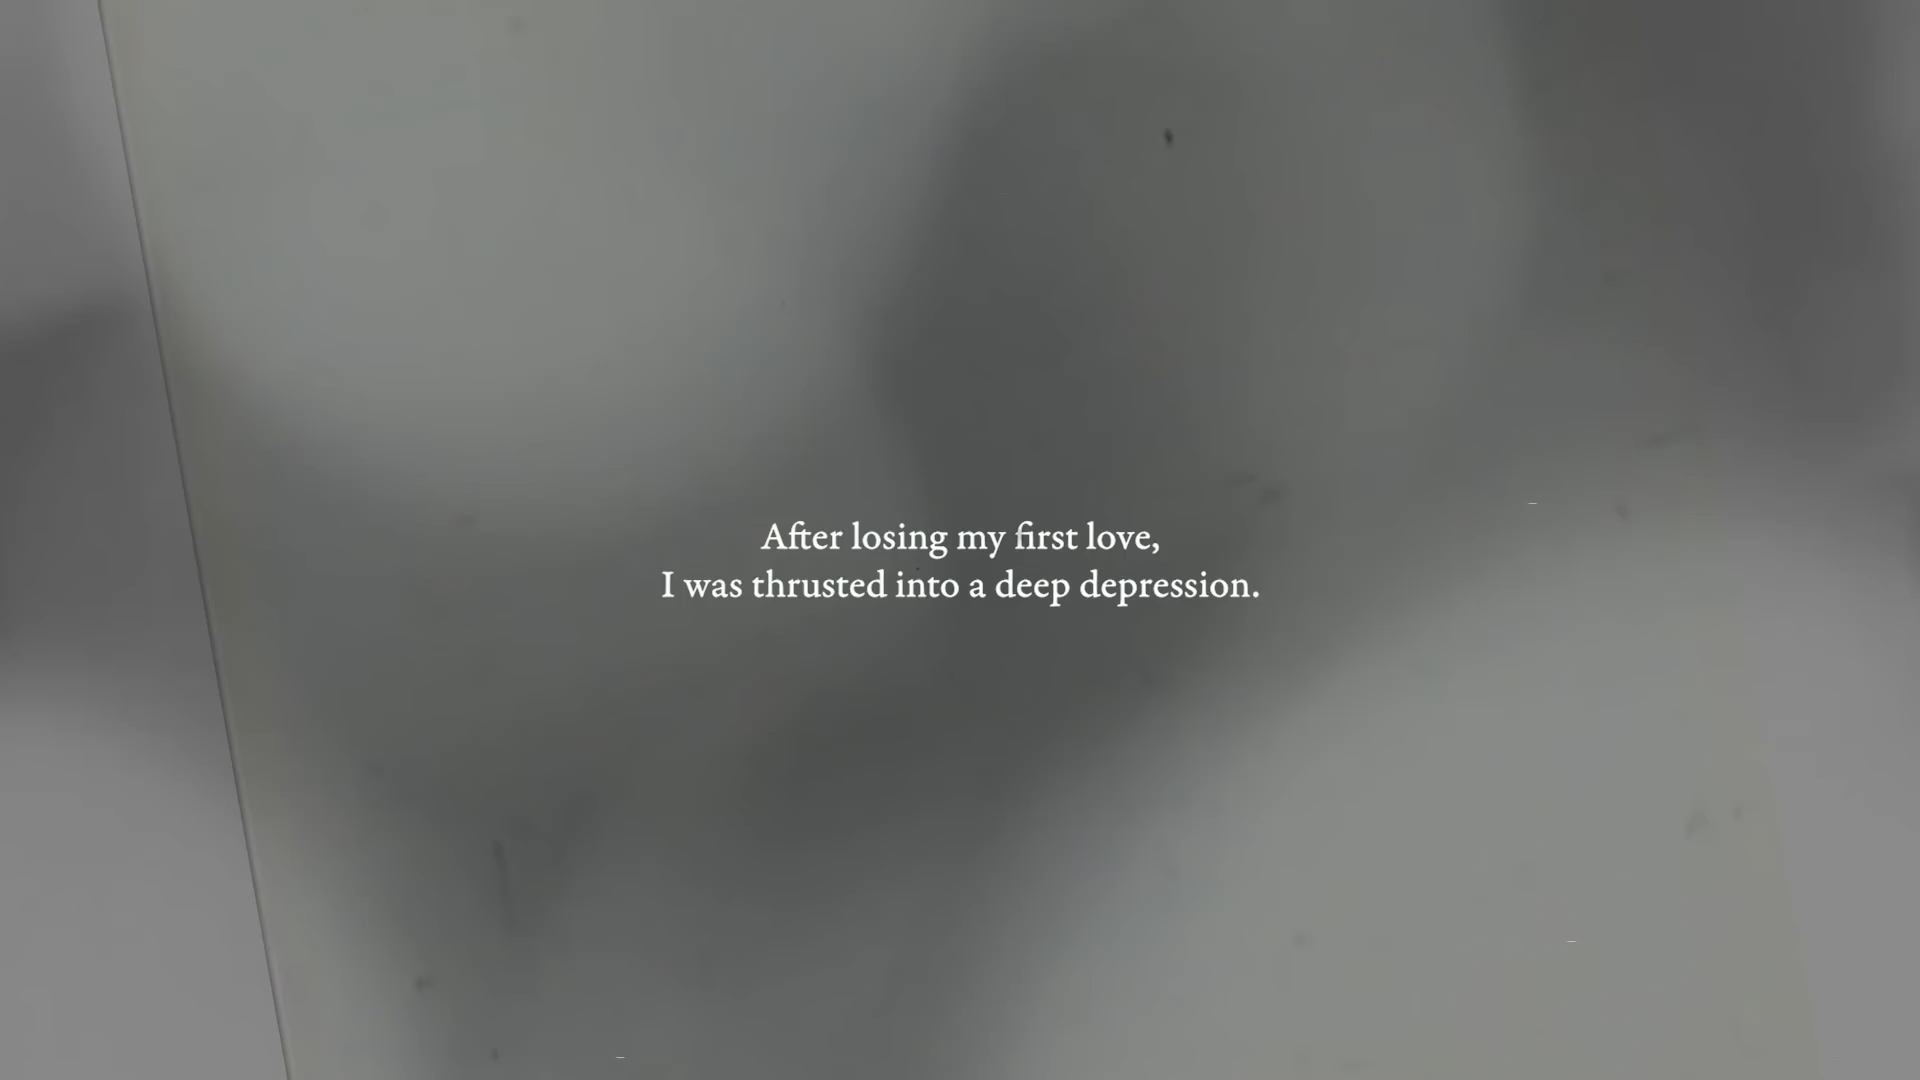 After losing my first love,
I was thrusted into a deep depression.